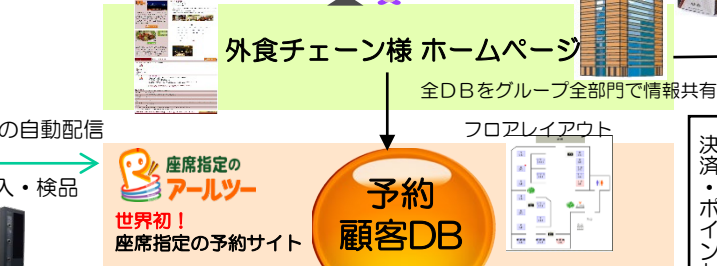 外食チェーン様 ホームページ
全DBをグループ全部門で情報共有
の自動配信
フロアレイアウト
入・検品
座席指定の
アールツー
世界初！
座席指定の予約サイト
予約
顧客DB
決済・ポイン